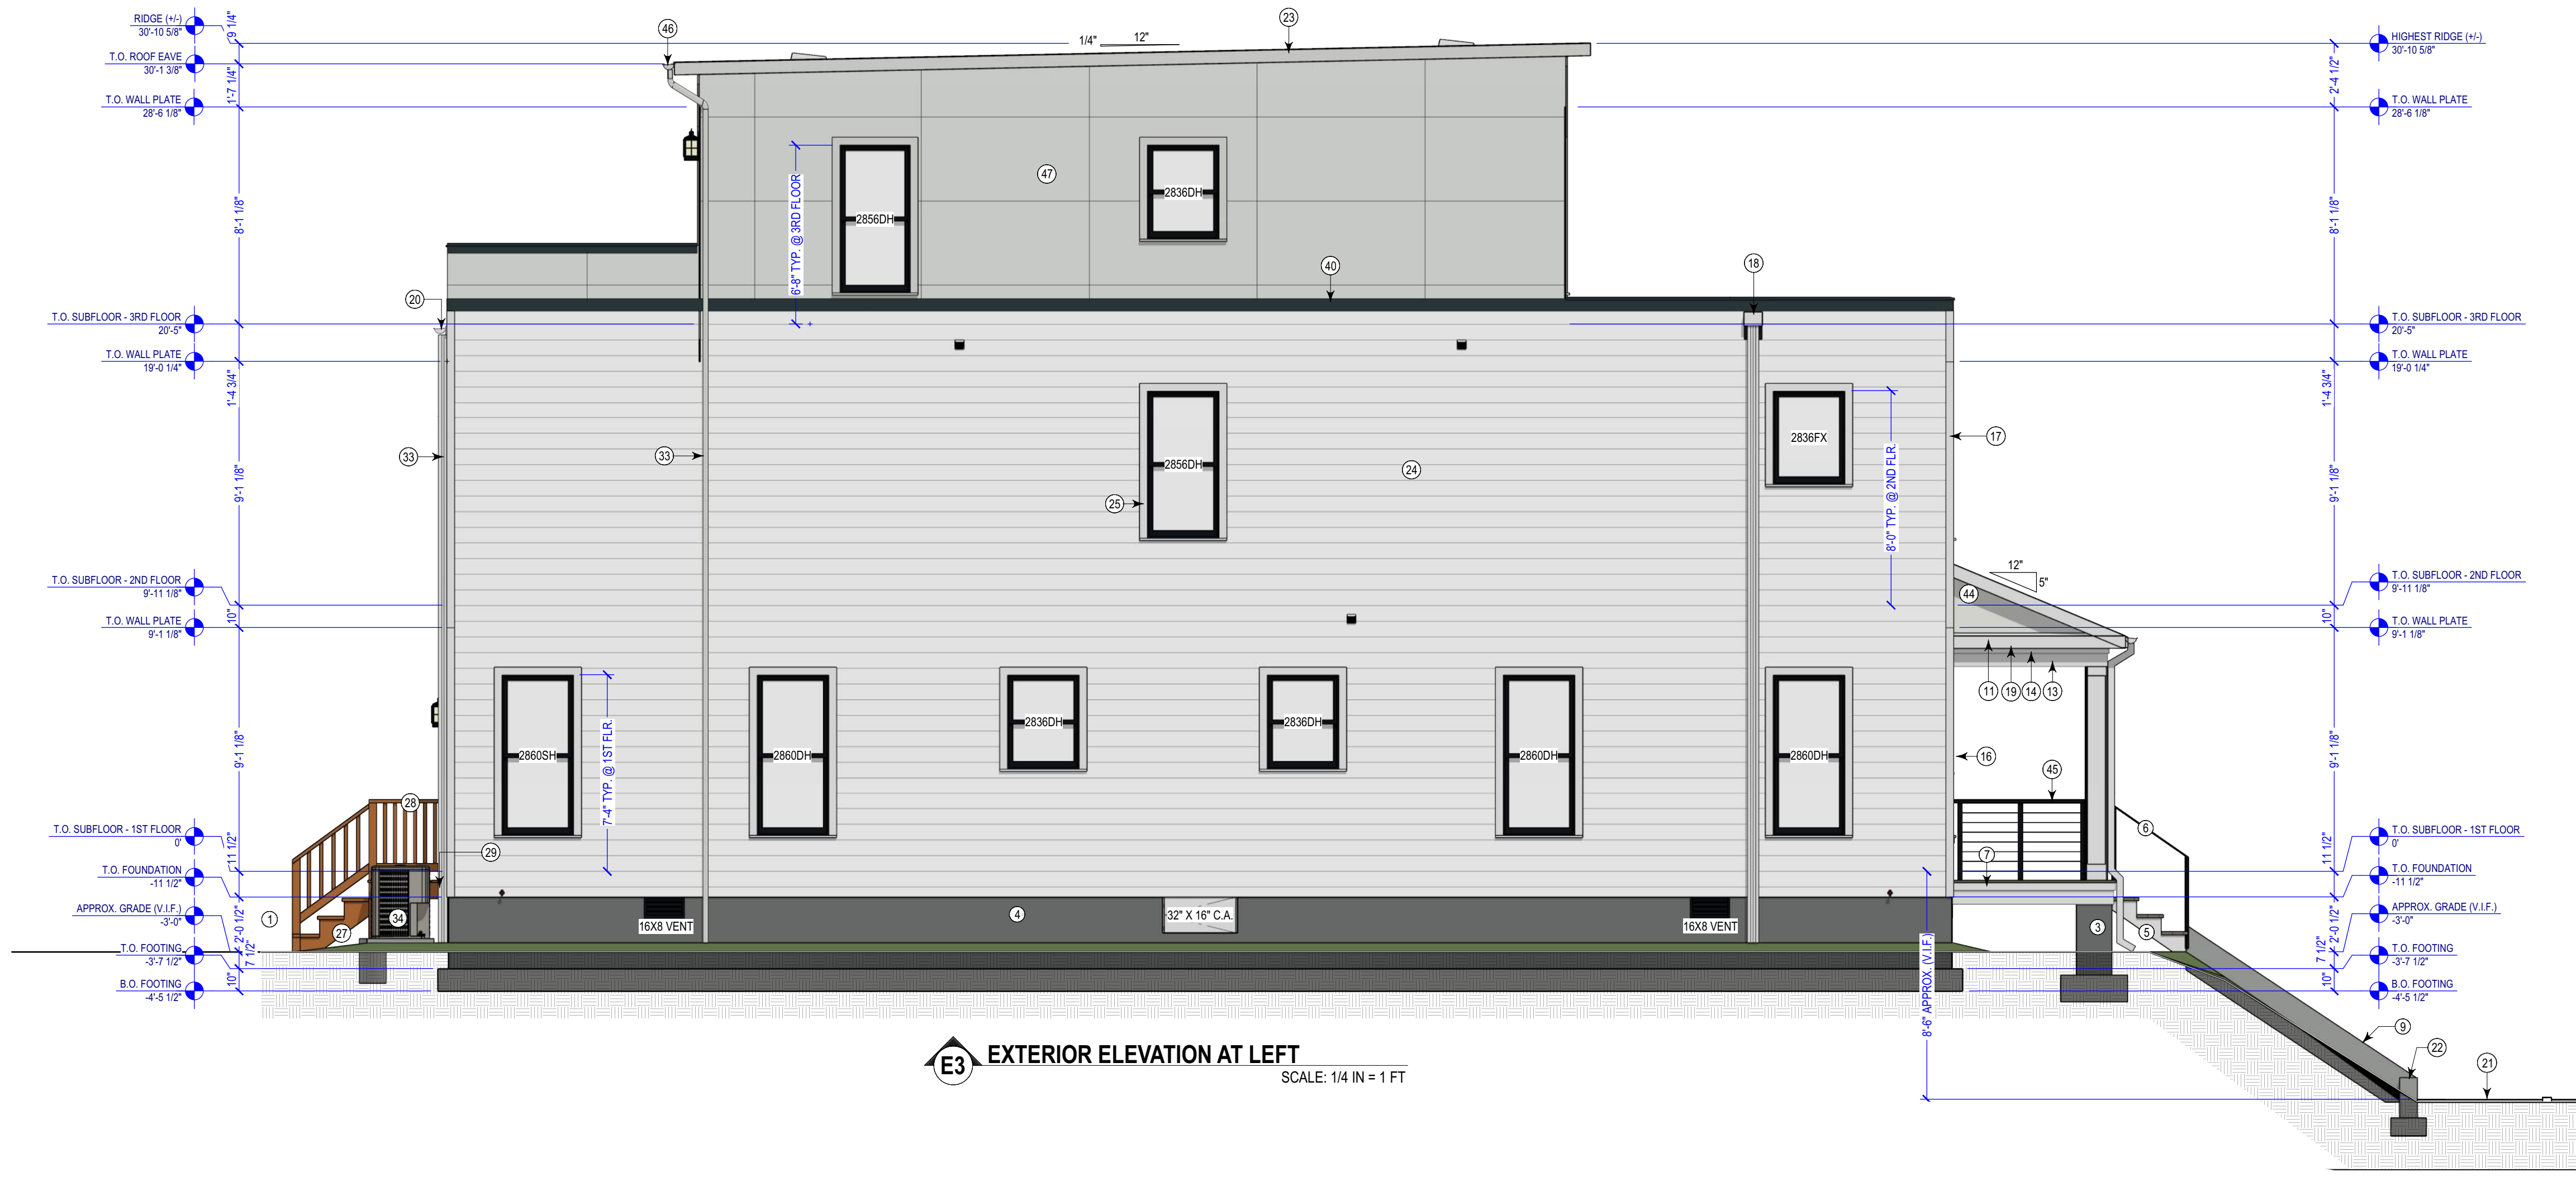 RIDGE (+/-)
30'-10 5/8"
9 1/4"
T.O. ROOF EAVE
30'-1 3/8"
1'-7 1/4"
T.O. WALL PLATE
28'-6 1/8"
8'-1 1/8"
T.O. SUBFLOOR - 3RD FLOOR
20'-5"
T.O. WALL PLATE
19'-0 1/4"
1'-4 3/4"
9'-1 1/8"
T.O. SUBFLOOR - 2ND FLOOR
9'-11 1/8"
10"
T.O. WALL PLATE
9'-1 1/8"
9'-1 1/8"
T.O. SUBFLOOR - 1ST FLOOR
0'
11 1/2"
T.O. FOUNDATION
-11 1/2"
APPROX. GRADE (V.I.F.)
-3'-0"
2'-0 1/2"
T.O. FOOTING
-3'-7 1/2"
7 1/2"
B.O. FOOTING
-4'-5 1/2"
10"
46
1/4"
12"
23
47
2856DH
2836DH
6'-8" TYP. @ 3RD FLOOR
40
18
20
33
33
2856DH
25
24
2836FX
8'-0" TYP. @ 2ND FLR.
17
12"
5"
44
11
19
14
13
16
45
6
7
2860SH
7'-4" TYP. @ 1ST FLR.
2860DH
2836DH
2836DH
2860DH
2860DH
28
29
1
27
34
16X8 VENT
4
32" X 16" C.A.
16X8 VENT
3
5
8'-6" APPROX. (V.I.F.)
9
22
21
HIGHEST RIDGE (+/-)
30'-10 5/8"
2'-4 1/2"
T.O. WALL PLATE
28'-6 1/8"
8'-1 1/8"
T.O. SUBFLOOR - 3RD FLOOR
20'-5"
T.O. WALL PLATE
19'-0 1/4"
1'-4 3/4"
9'-1 1/8"
T.O. SUBFLOOR - 2ND FLOOR
9'-11 1/8"
10"
T.O. WALL PLATE
9'-1 1/8"
9'-1 1/8"
T.O. SUBFLOOR - 1ST FLOOR
0'
11 1/2"
T.O. FOUNDATION
-11 1/2"
APPROX. GRADE (V.I.F.)
-3'-0"
2'-0 1/2"
T.O. FOOTING
-3'-7 1/2"
7 1/2"
B.O. FOOTING
-4'-5 1/2"
10"
E3
EXTERIOR ELEVATION AT LEFT
SCALE: 1/4 IN = 1 FT